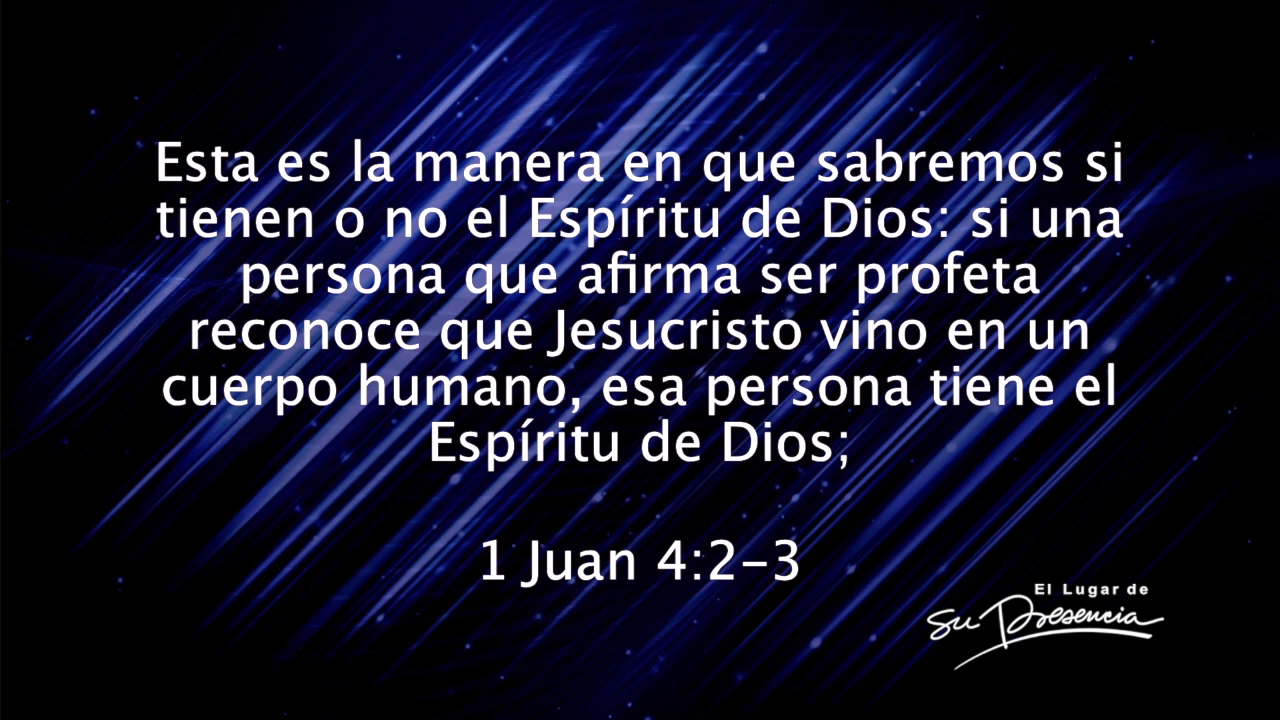 Esta es la manera en que sabremos si
tienen o no el Espíritu de Dios: si una
persona que afirma ser profeta
reconoce que Jesucristo vino en un
cuerpo humano, esa persona tiene el
Espíritu de Dios;
1 Juan 4:2-3
El Lugar de
Su Presencia